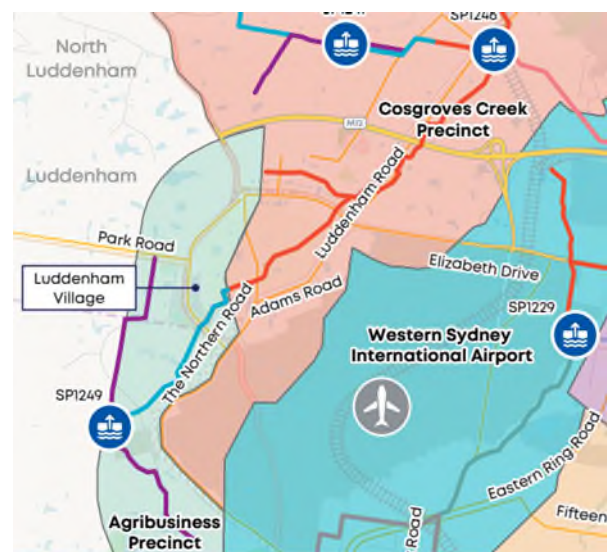 SP1246
North
Luddenham
Cosgroves Creek
Precinct
M12
Luddenham
Luddenham Road
Park Road
Elizabeth Drive
Luddenham
Village
Adams Road
SP1229
The Northern Road
Western Sydney
International Airport
SP1249
Eastern Ring Road
Agribusiness
Precinct
Fifteen
Road